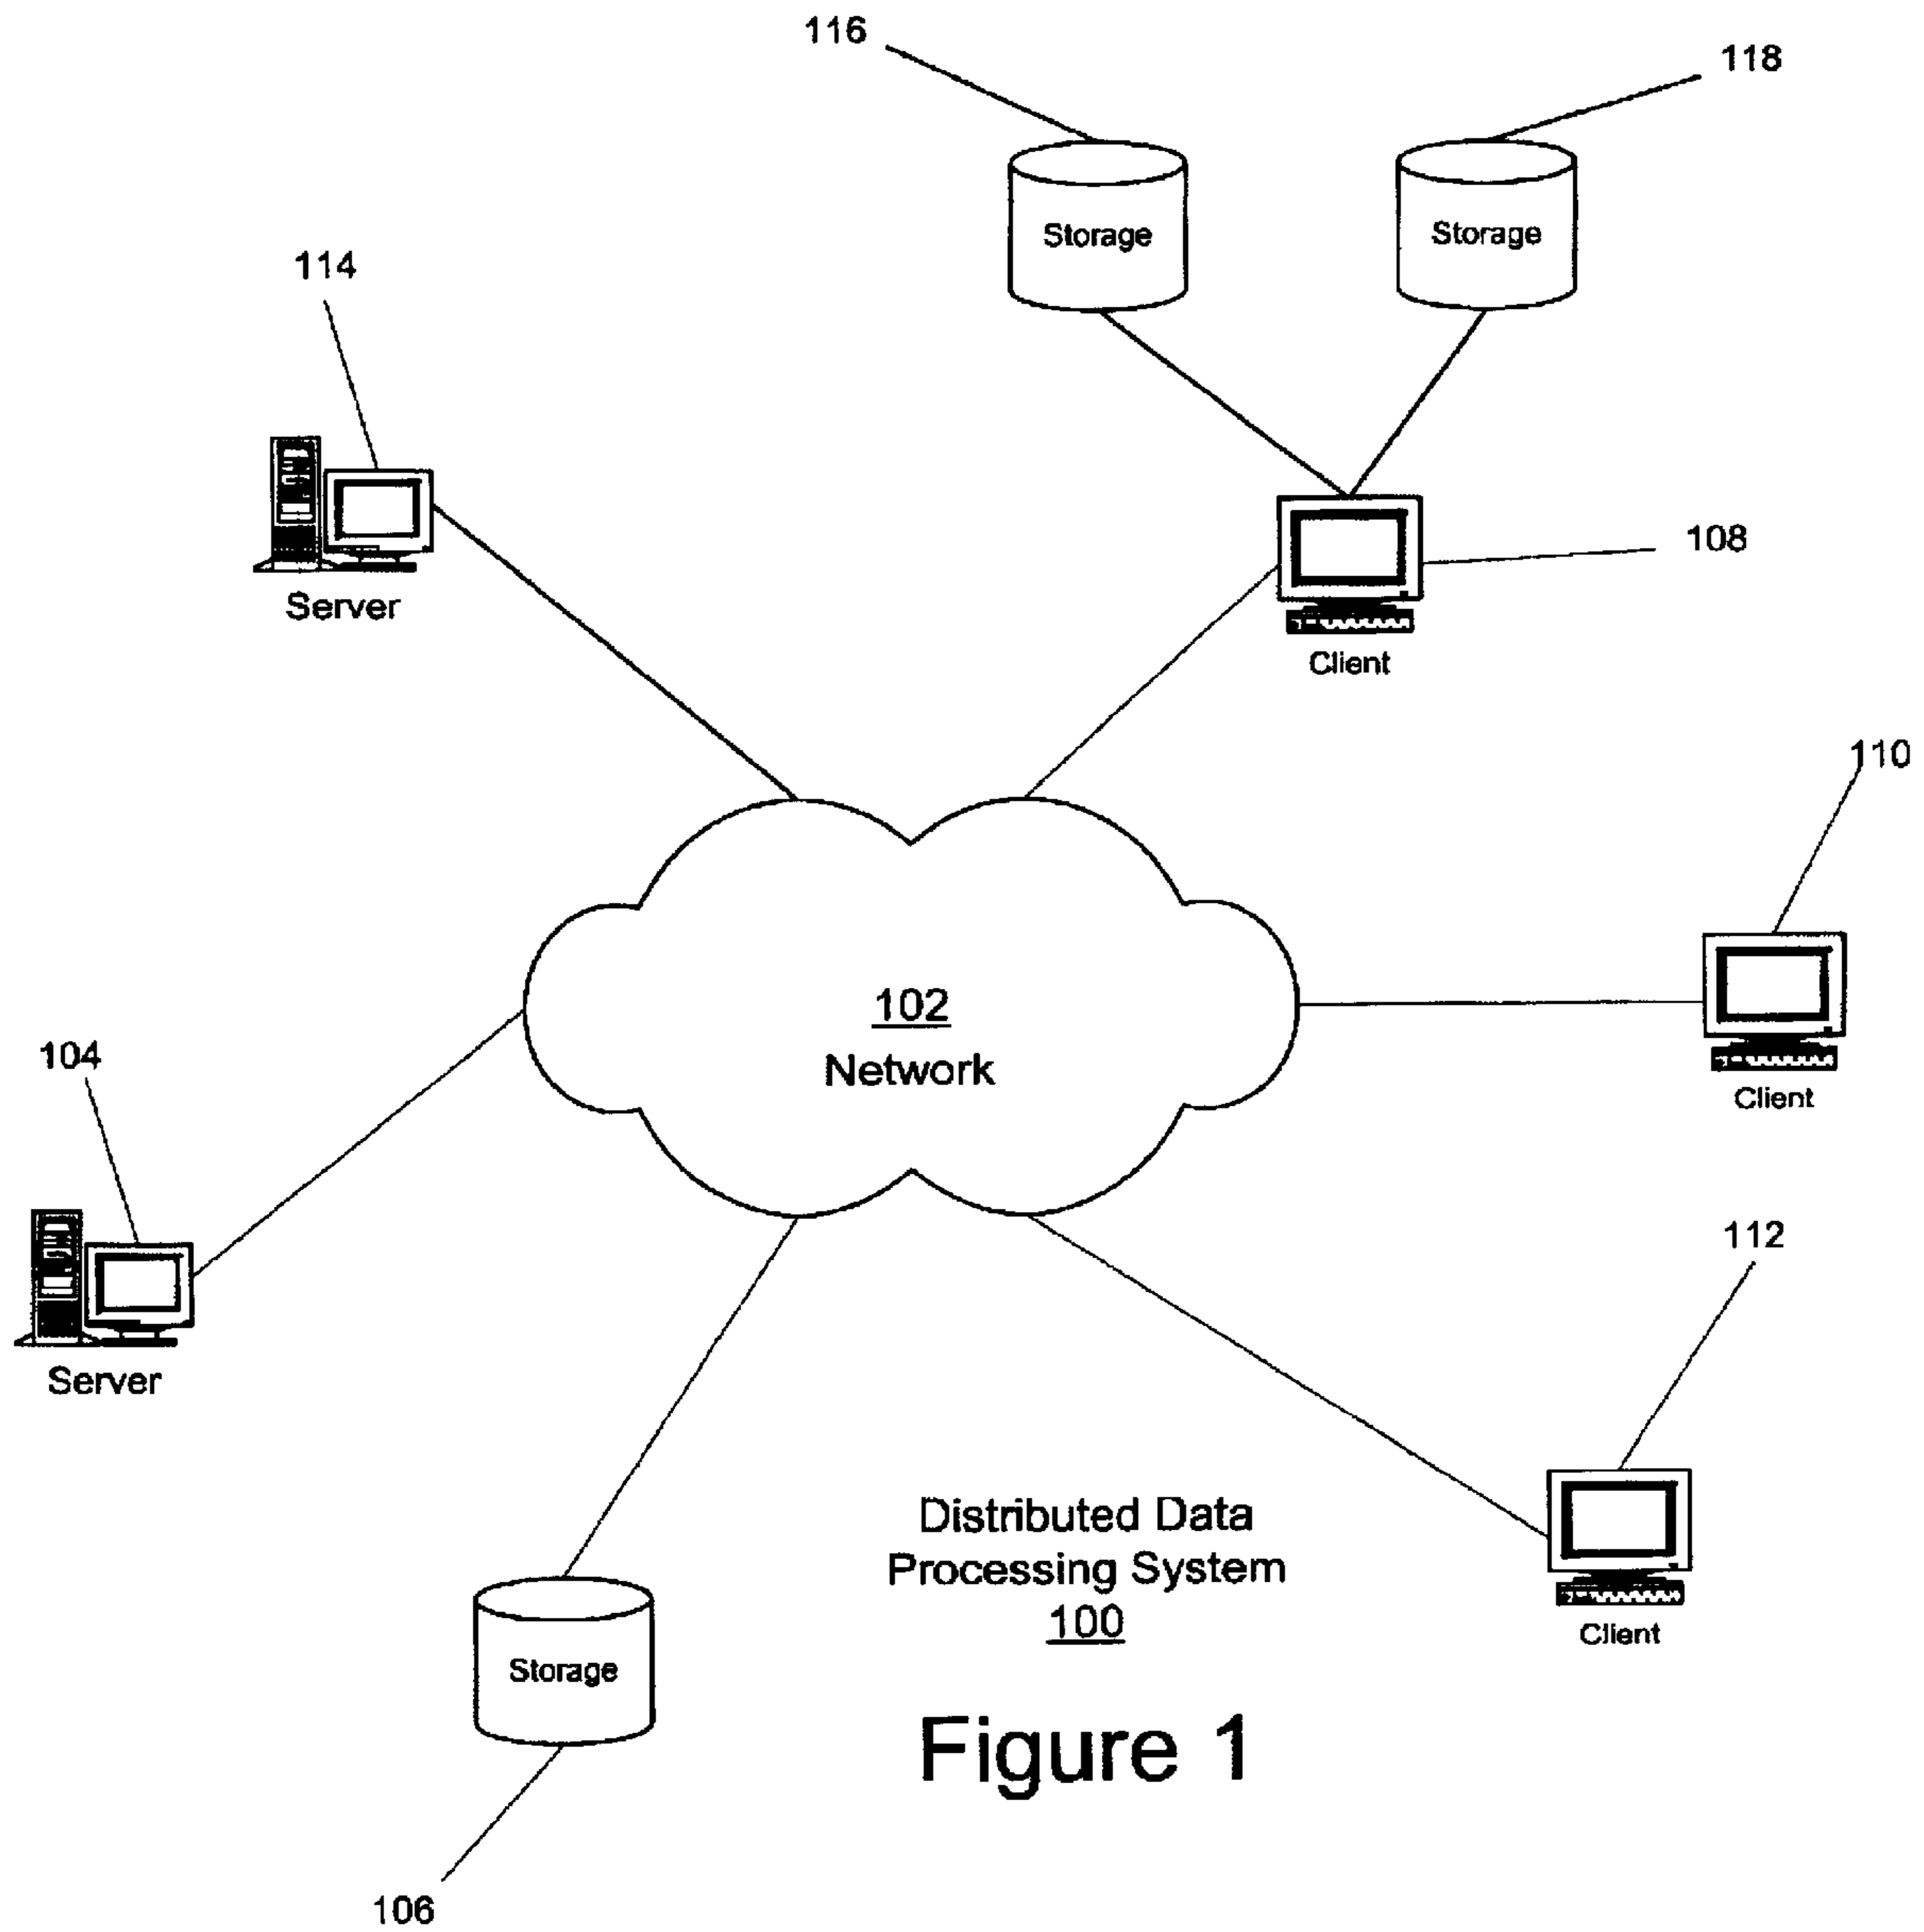 116
118
Storage
Storage
114
Server
108
Client
110
102
Network
Client
104
Server
112
Distributed Data
Processing System
100
Client
Storage
Figure 1
106